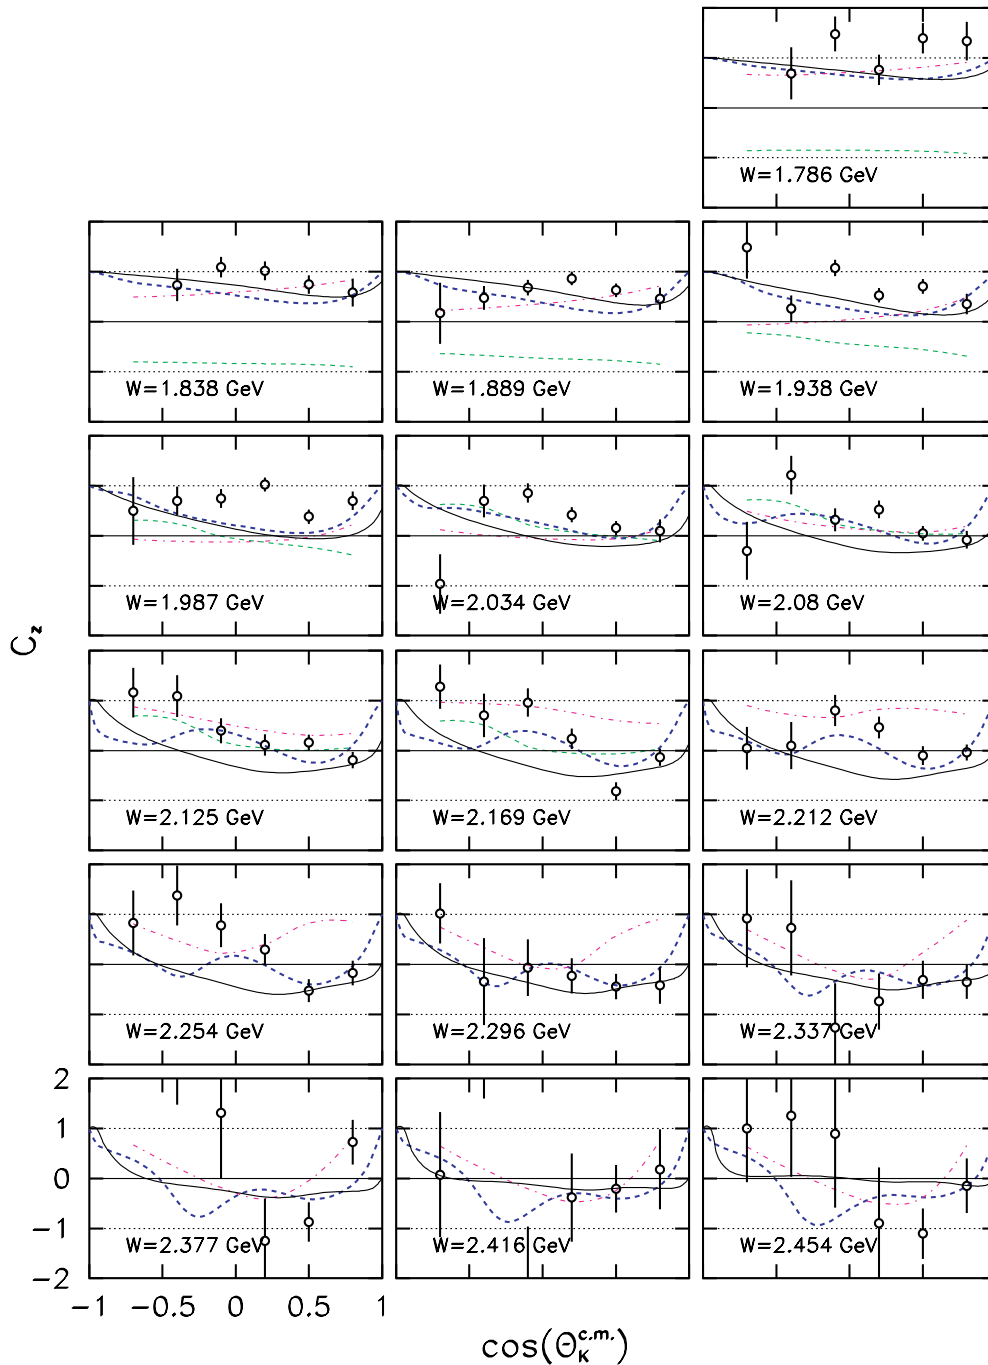 W=1.786 GeV
W=1.838 GeV
W=1.889 GeV
W=1.938 GeV
W=1.987 GeV
W=2.034 GeV
W=2.08 GeV
C_z
W=2.125 GeV
W=2.169 GeV
W=2.212 GeV
W=2.254 GeV
W=2.296 GeV
W=2.337 GeV
2
1
0
-1
-2
W=2.377 GeV
W=2.416 GeV
W=2.454 GeV
-1 -0.5 0 0.5 1
cos(Θ_K^{c.m.})